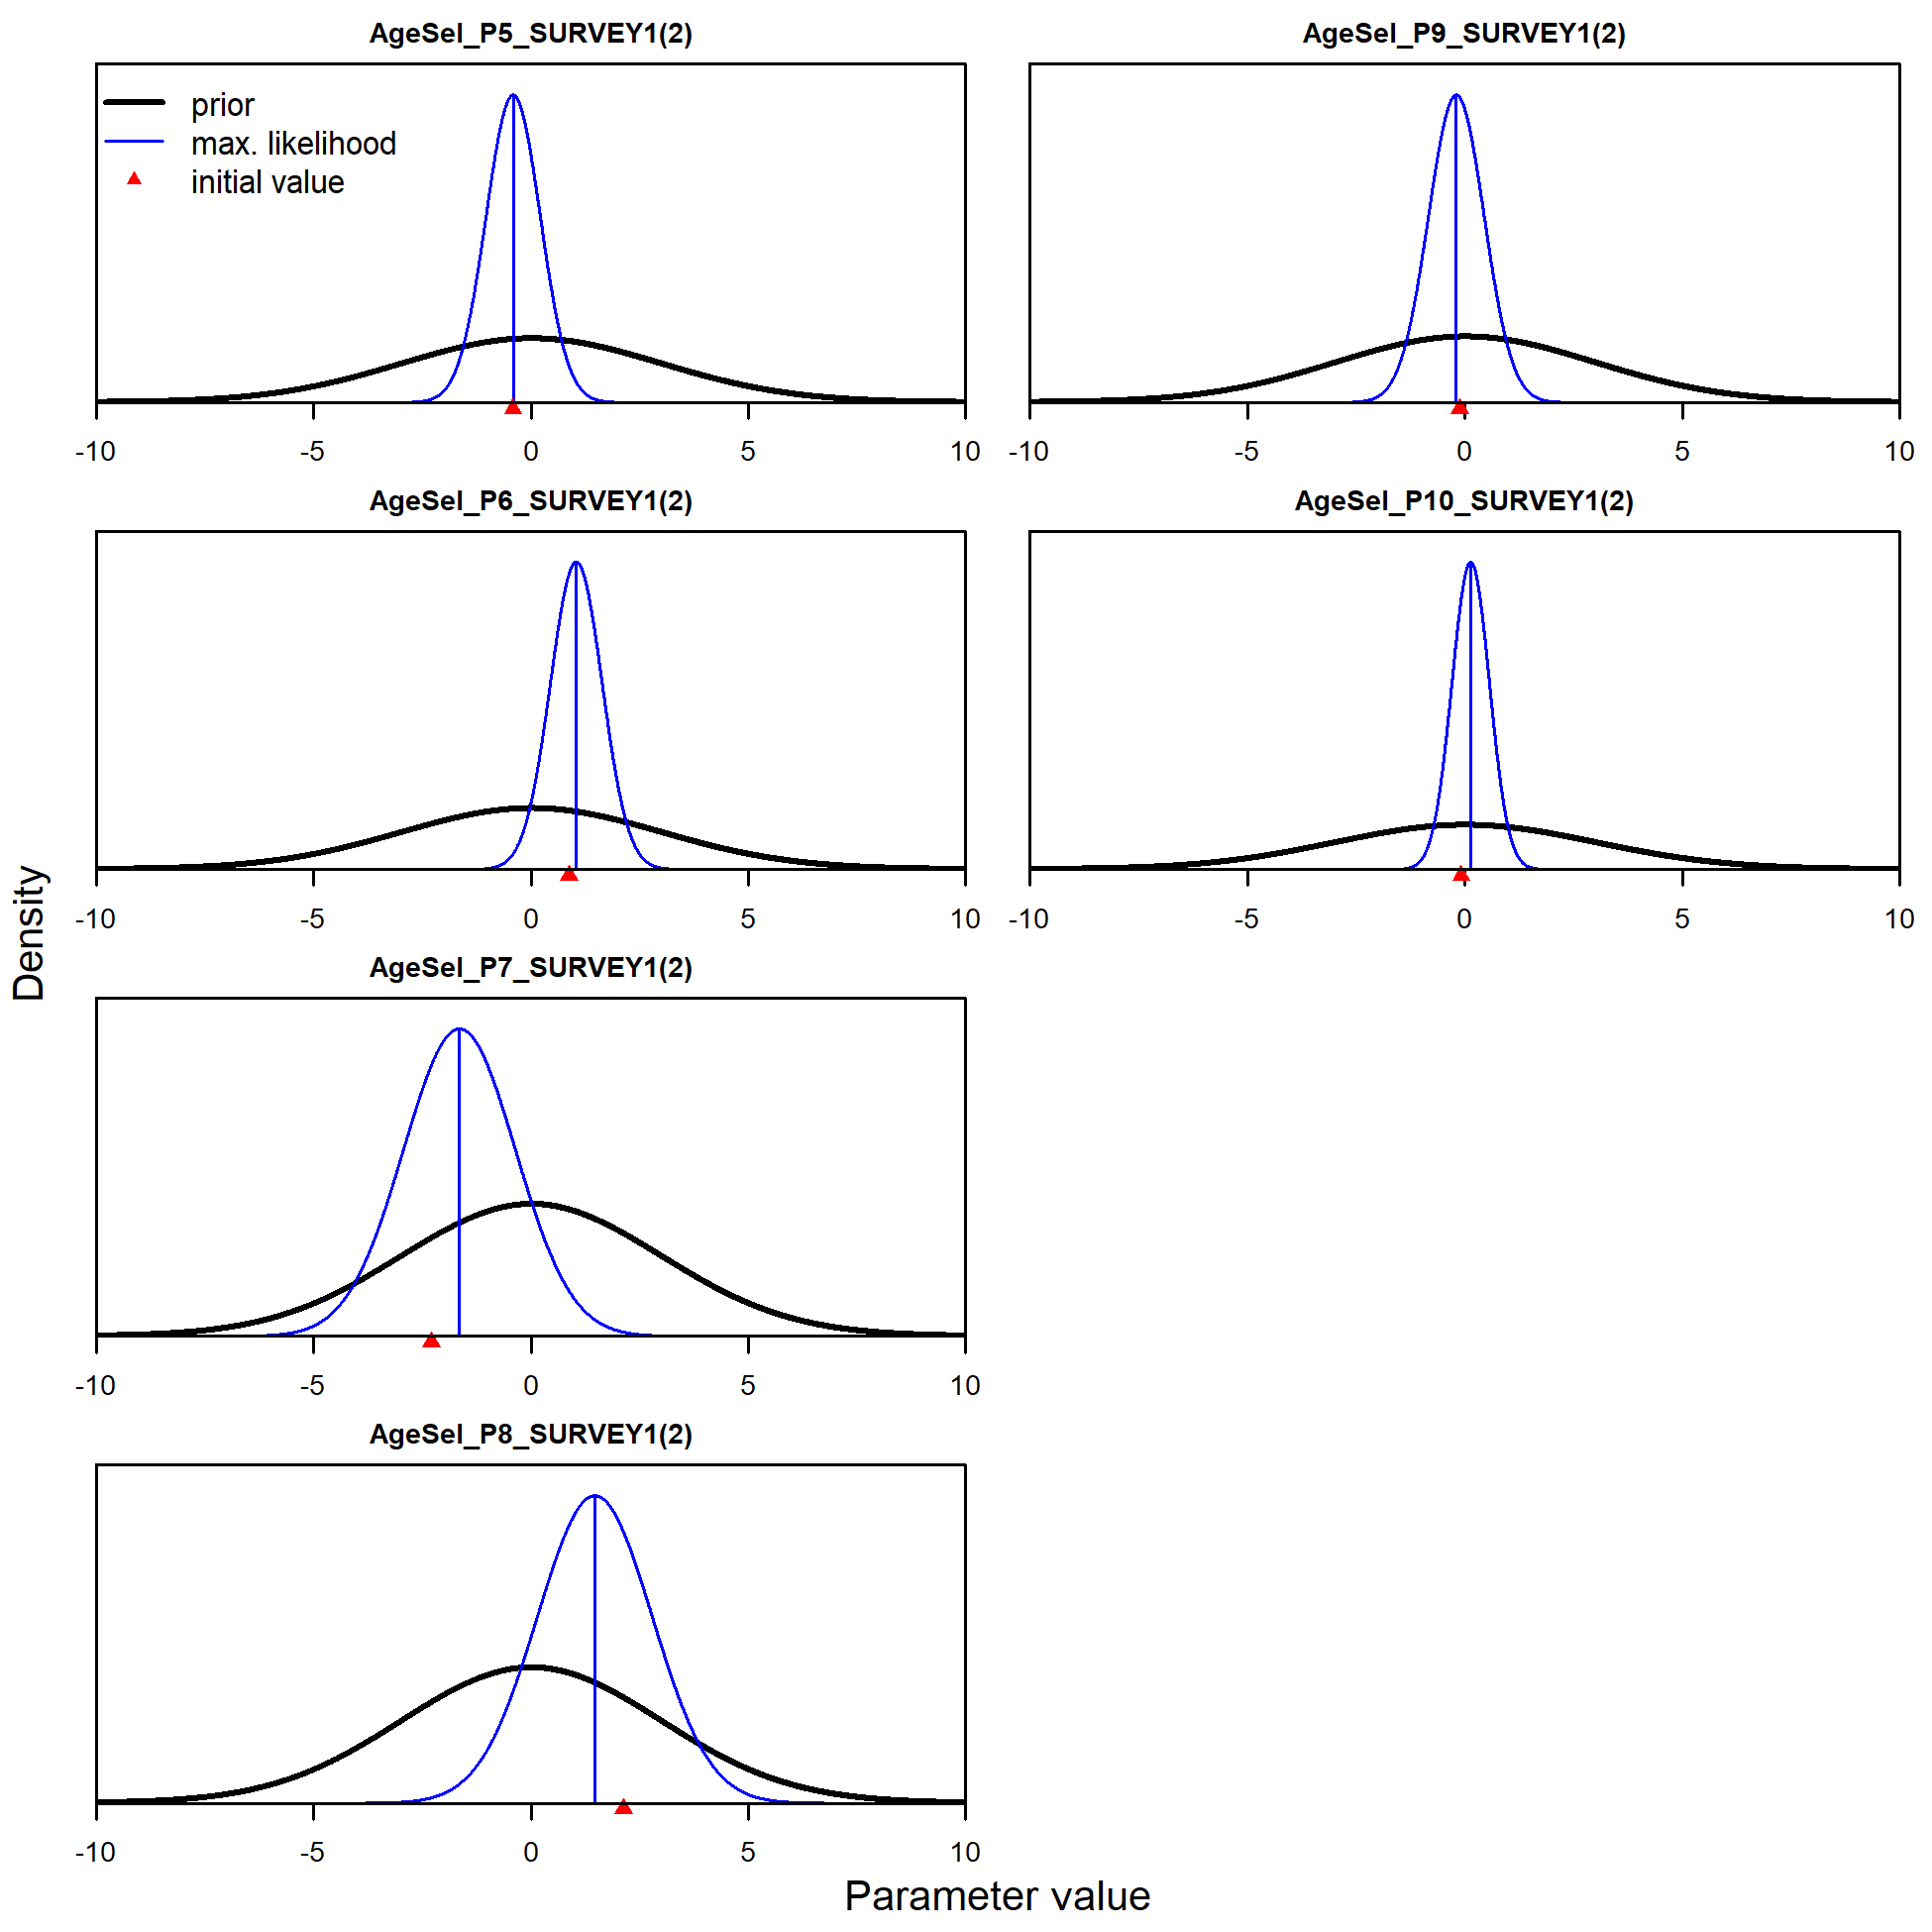 AgeSel_P5_SURVEY1(2)
prior
max. likelihood
initial value
-10 -5 0 5 10
AgeSel_P9_SURVEY1(2)
-10 -5 0 5 10
AgeSel_P6_SURVEY1(2)
-10 -5 0 5 10
AgeSel_P10_SURVEY1(2)
-10 -5 0 5 10
AgeSel_P7_SURVEY1(2)
-10 -5 0 5 10
AgeSel_P8_SURVEY1(2)
-10 -5 0 5 10
Density
Parameter value